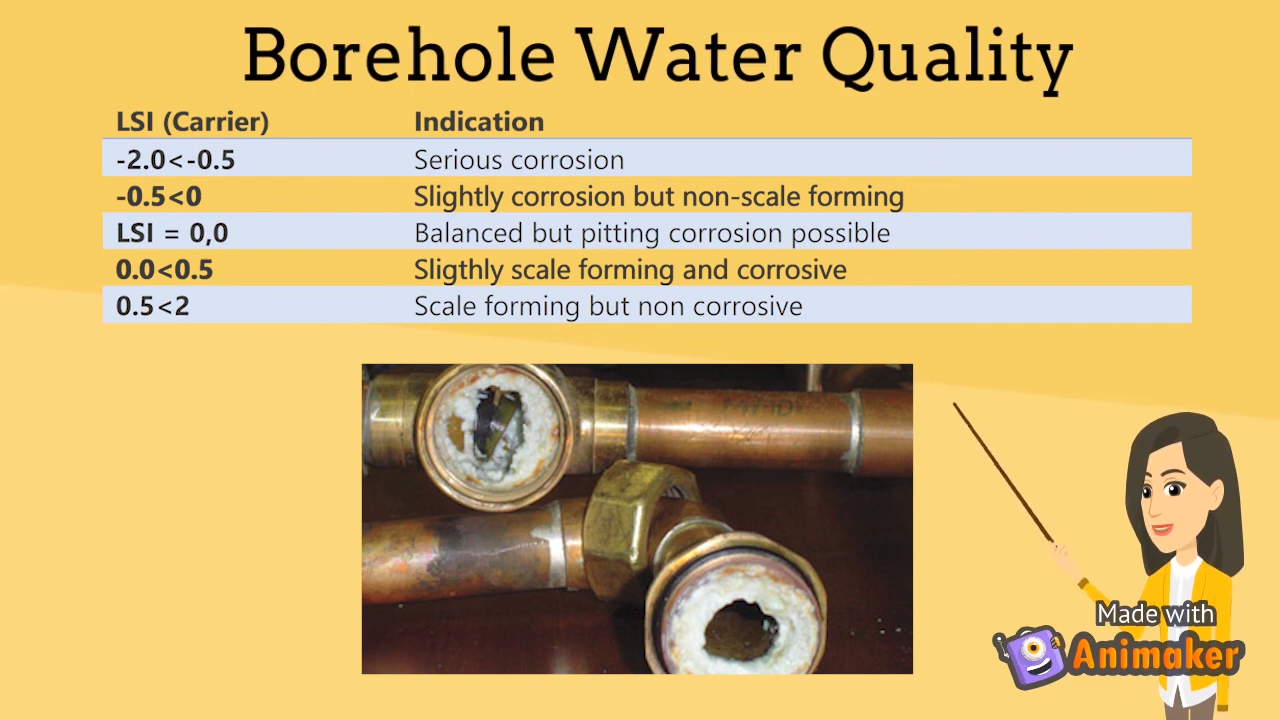 Borehole Water Quality
LSI (Carrier) Indication
-2.0<-0.5 Serious corrosion
-0.5<0 Slightly corrosion but non-scale forming
LSI = 0,0 Balanced but pitting corrosion possible
0.0<0.5 Sligthly scale forming and corrosive
0.5<2 Scale forming but non corrosive
Made with
Animaker